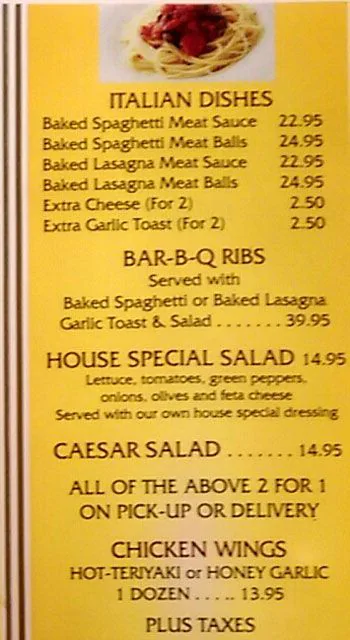 ITALIAN DISHES
Baked Spaghetti Meat Sauce 22.95
Baked Spaghetti Meat Balls 24.95
Baked Lasagna Meat Sauce 22.95
Baked Lasagna Meat Balls 24.95
Extra Cheese (For 2) 2.50
Extra Garlic Toast (For 2) 2.50
BAR-B-Q RIBS
Served with
Baked Spaghetti or Baked Lasagna
Garlic Toast & Salad . . . . . . . 39.95
HOUSE SPECIAL SALAD 14.95
Lettuce, tomatoes, green peppers,
onions, olives and feta cheese
Served with our own house special dressing
CAESAR SALAD . . . . . . . 14.95
ALL OF THE ABOVE 2 FOR 1
ON PICK-UP OR DELIVERY
CHICKEN WINGS
HOT-TERIYAKI or HONEY GARLIC
1 DOZEN . . . . . 13.95
PLUS TAXES